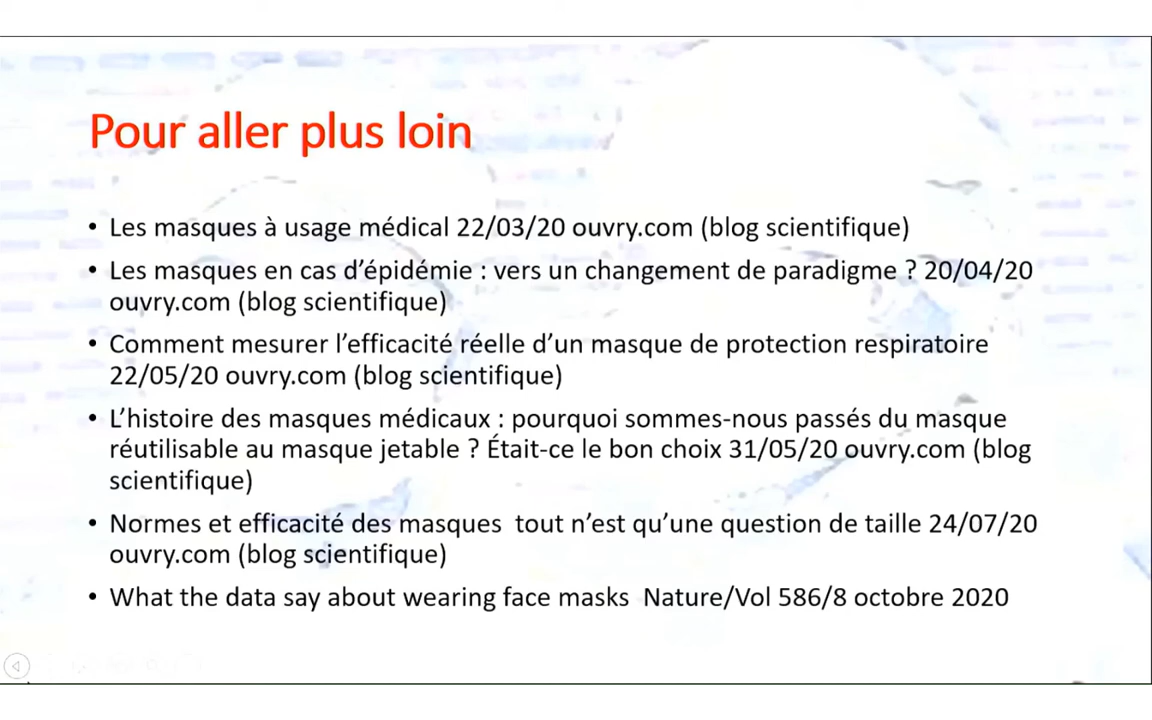 Pour aller plus loin
• Les masques à usage médical 22/03/20 ouvry.com (blog scientifique)
• Les masques en cas d’épidémie : vers un changement de paradigme ? 20/04/20
ouvry.com (blog scientifique)
• Comment mesurer l’efficacité réelle d’un masque de protection respiratoire
22/05/20 ouvry.com (blog scientifique)
• L’histoire des masques médicaux : pourquoi sommes-nous passés du masque
réutilisable au masque jetable ? Était-ce le bon choix 31/05/20 ouvry.com (blog
scientifique)
• Normes et efficacité des masques  tout n’est qu’une question de taille 24/07/20
ouvry.com (blog scientifique)
• What the data say about wearing face masks  Nature/Vol 586/8 octobre 2020